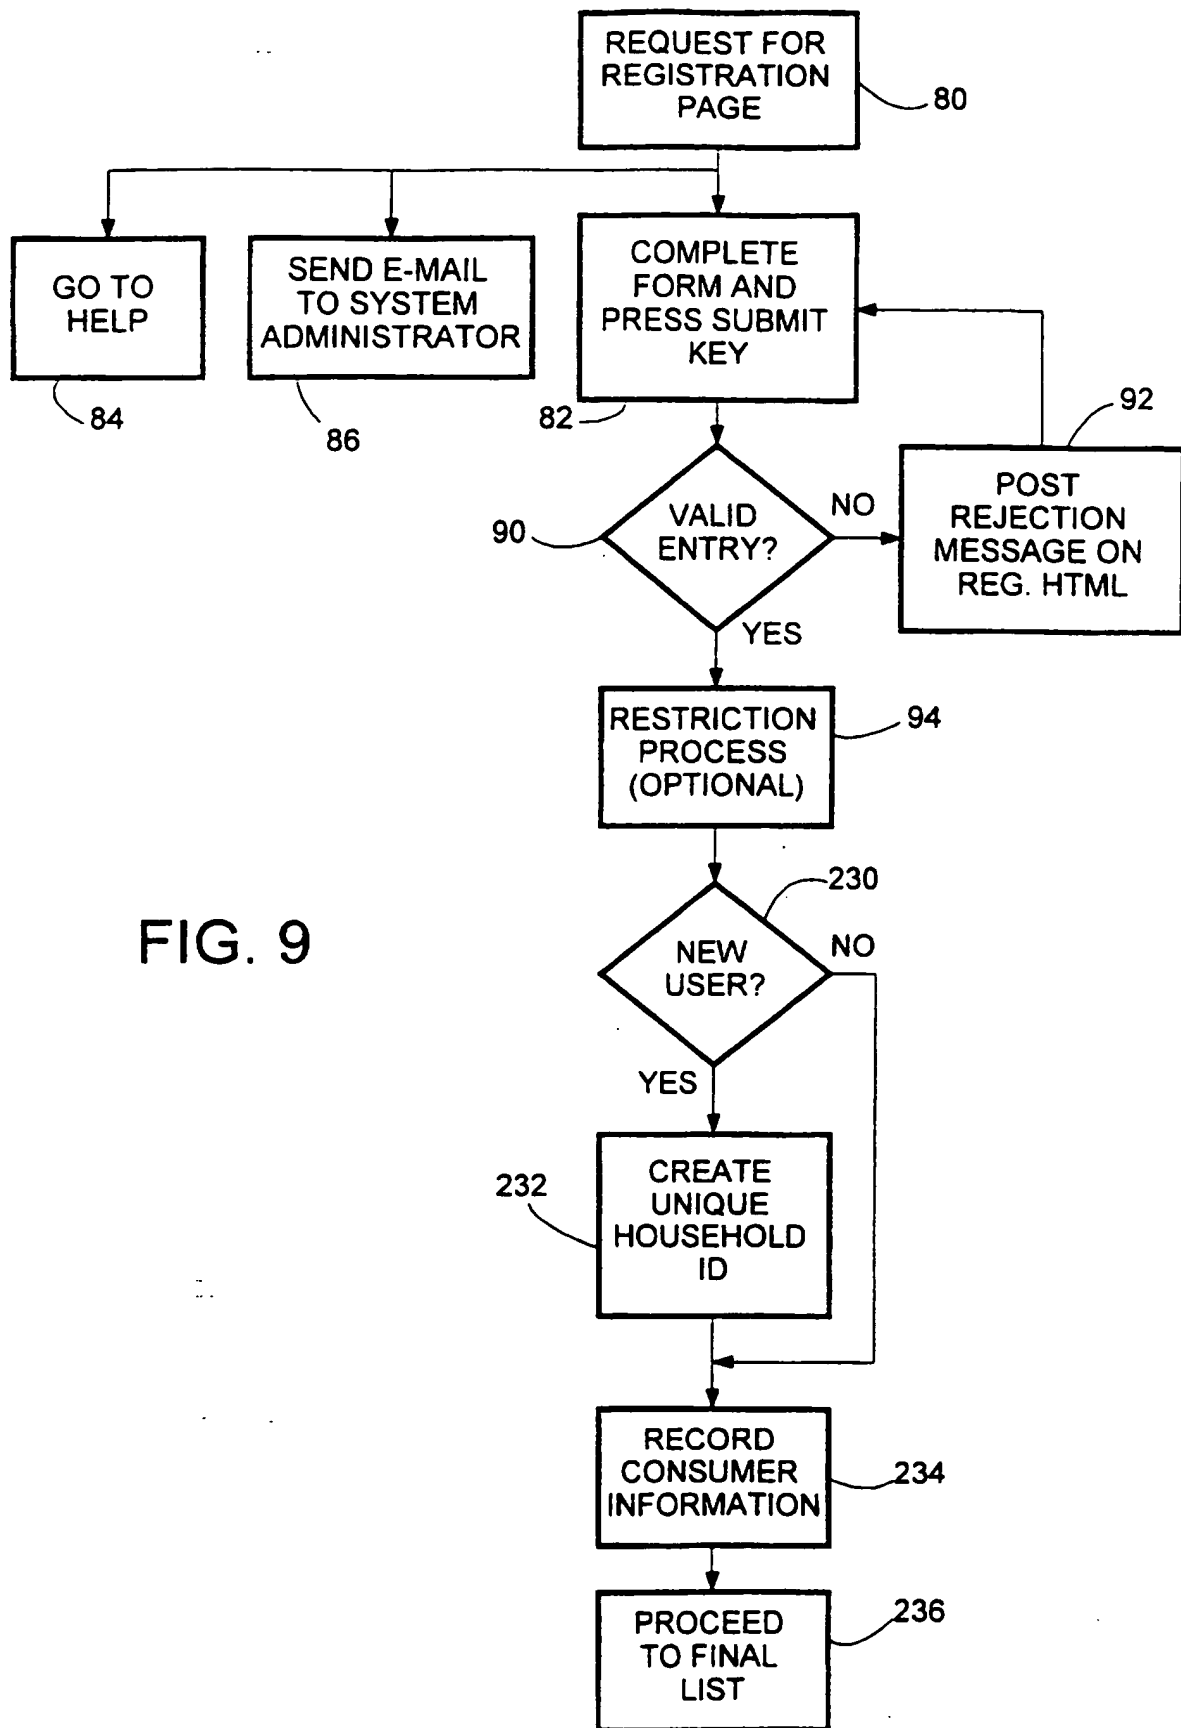 REQUEST FOR
REGISTRATION
PAGE
80
GO TO
HELP
84
SEND E-MAIL
TO SYSTEM
ADMINISTRATOR
86
COMPLETE
FORM AND
PRESS SUBMIT
KEY
82
92
POST
REJECTION
MESSAGE ON
REG. HTML
90
VALID
ENTRY?
NO
YES
RESTRICTION
PROCESS
(OPTIONAL)
94
230
NEW
USER?
NO
YES
FIG. 9
232
CREATE
UNIQUE
HOUSEHOLD
ID
RECORD
CONSUMER
INFORMATION
234
PROCEED
TO FINAL
LIST
236